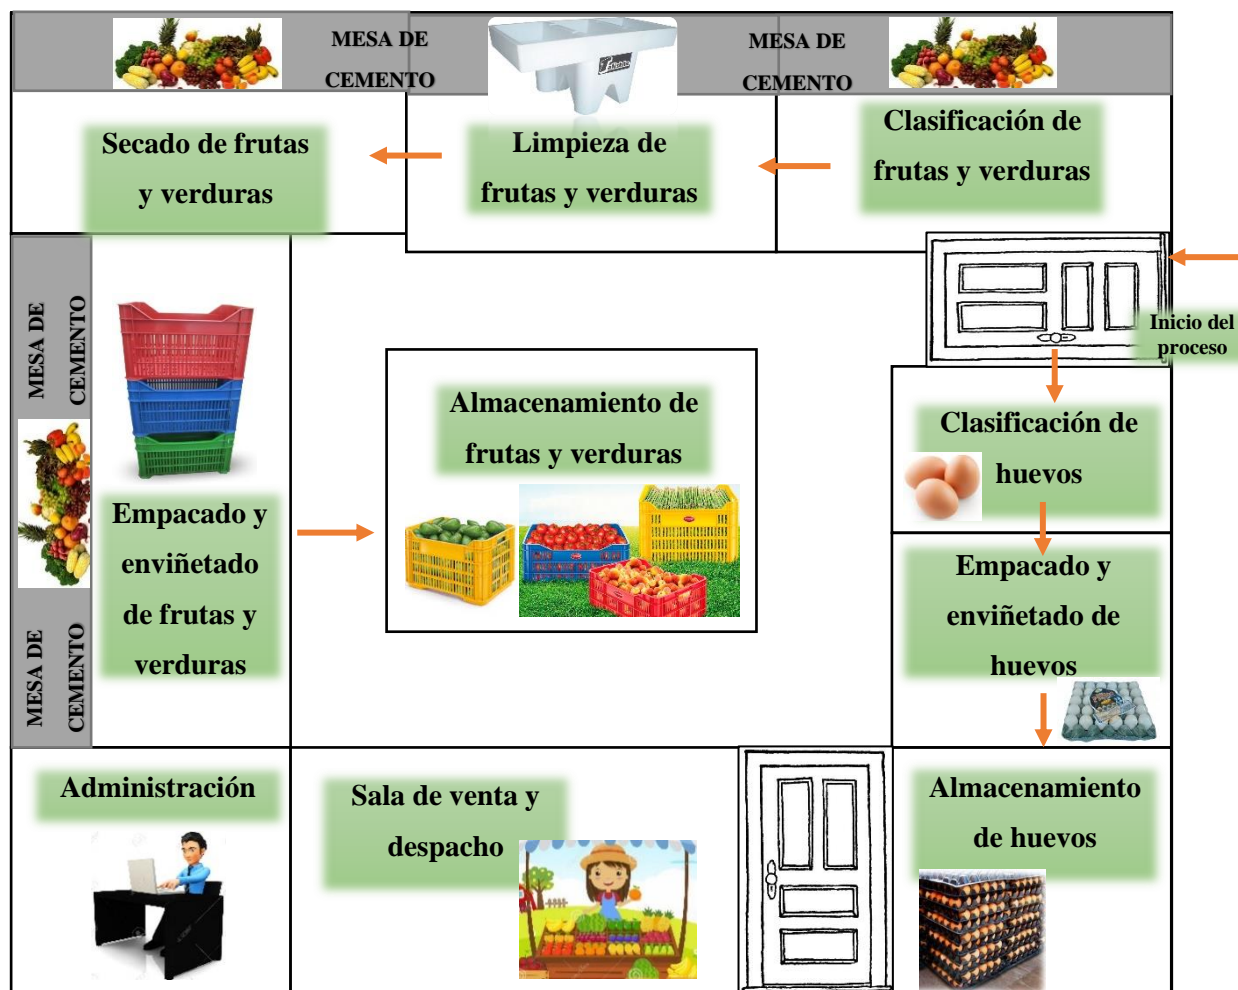 MESA DE
CEMENTO
MESA DE
CEMENTO
Secado de frutas
y verduras
Limpieza de
frutas y verduras
Clasificación de
frutas y verduras
Inicio del
proceso
MESA DE
CEMENTO
MESA DE
CEMENTO
Empacado y
enviñetado
de frutas y
verduras
Almacenamiento de
frutas y verduras
Clasificación de
huevos
Empacado y
enviñetado de
huevos
Administración
Sala de venta y
despacho
Almacenamiento
de huevos